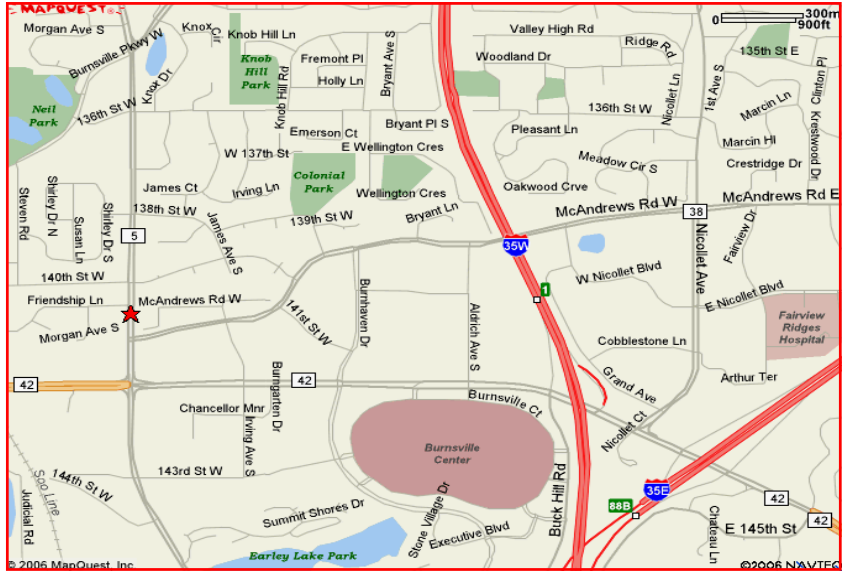 MAPQUEST.
Morgan Ave S
Knox Cir
Knob Hill Ln
Valley High Rd
0
300m
900ft
Burnsville Pkwy W
Knox Dr
Knob Hill Park
Knob Hill Rd
Fremont Pl
Holly Ln
Bryant Ave S
Woodland Dr
Ridge Rd
Nicollet Ln
1st Ave S
135th St E
Clinton Pl
Neil Park
136th St W
Emerson Ct
Bryant Pl S
136th St W
Pleasant Ln
Marcin Ln
Marcin Hl
Krestwood Dr
W 137th St
E Wellington Cres
Meadow Cir S
Crestridge Dr
Colonial Park
Steven Rd
Shirley Dr N
Susan Ln
Shirley Dr S
James Ct
Irving Ln
Wellington Cres
Oakwood Crve
138th St W
James Ave S
139th St W
Bryant Ln
McAndrews Rd W
38
McAndrews Rd E
5
35W
Nicollet Ave
Fairview Dr
140th St W
W Nicollet Blvd
E Nicollet Blvd
1
Friendship Ln
McAndrews Rd W
141st St W
Burnhaven Dr
Aldrich Ave S
Morgan Ave S
Fairview Ridges Hospital
Cobblestone Ln
42
42
Burngarten Dr
Grand Ave
Arthur Ter
Chancellor Mnr
Irving Ave S
Burnsville Ct
Nicollet Ct
Burnsville Center
Soo Line
144th St W
143rd St W
Buck Hill Rd
35E
88B
42
42
Judicial Rd
Summit Shores Dr
Stone Village Dr
Executive Blvd
Chateau Ln
E 145th St
Earley Lake Park
© 2006 MapQuest, Inc.
©2006 NAVTEQ